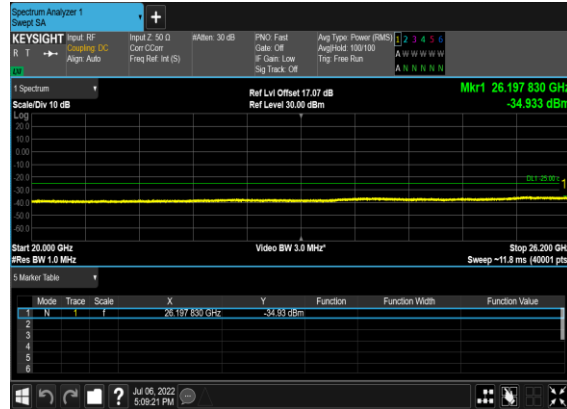 Spectrum Analyzer 1
Swept SA
+
KEYSIGHT Input: RF Input Z: 50 Ω #Atten: 30 dB PNO: Fast Avg Type: Power (RMS) 1 2 3 4 5 6
R T Coupling: DC Corr CCorr Gate: Off Avg|Hold: 100/100 A W W W W W
Align: Auto Freq Ref: Int (S) IF Gain: Low Trig: Free Run
Sig Track: Off A N N N N N
1 Spectrum Ref Lvl Offset 17.07 dB Mkr1 26.197 830 GHz
Scale/Div 10 dB Ref Level 30.00 dBm -34.933 dBm
Log
20.0
10.0
0.00
-10.0
-20.0
DL1 -25.00
1
-30.0
-40.0
-50.0
-60.0
Start 20.000 GHz Video BW 3.0 MHz* Stop 26.200 GHz
#Res BW 1.0 MHz Sweep ~11.8 ms (40001 pts)
5 Marker Table
Mode Trace Scale X Y Function Function Width Function Value
1 N 1 f 26.197 830 GHz -34.93 dBm
2
3
4
5
6
? Jul 06, 2022
5:09:21 PM